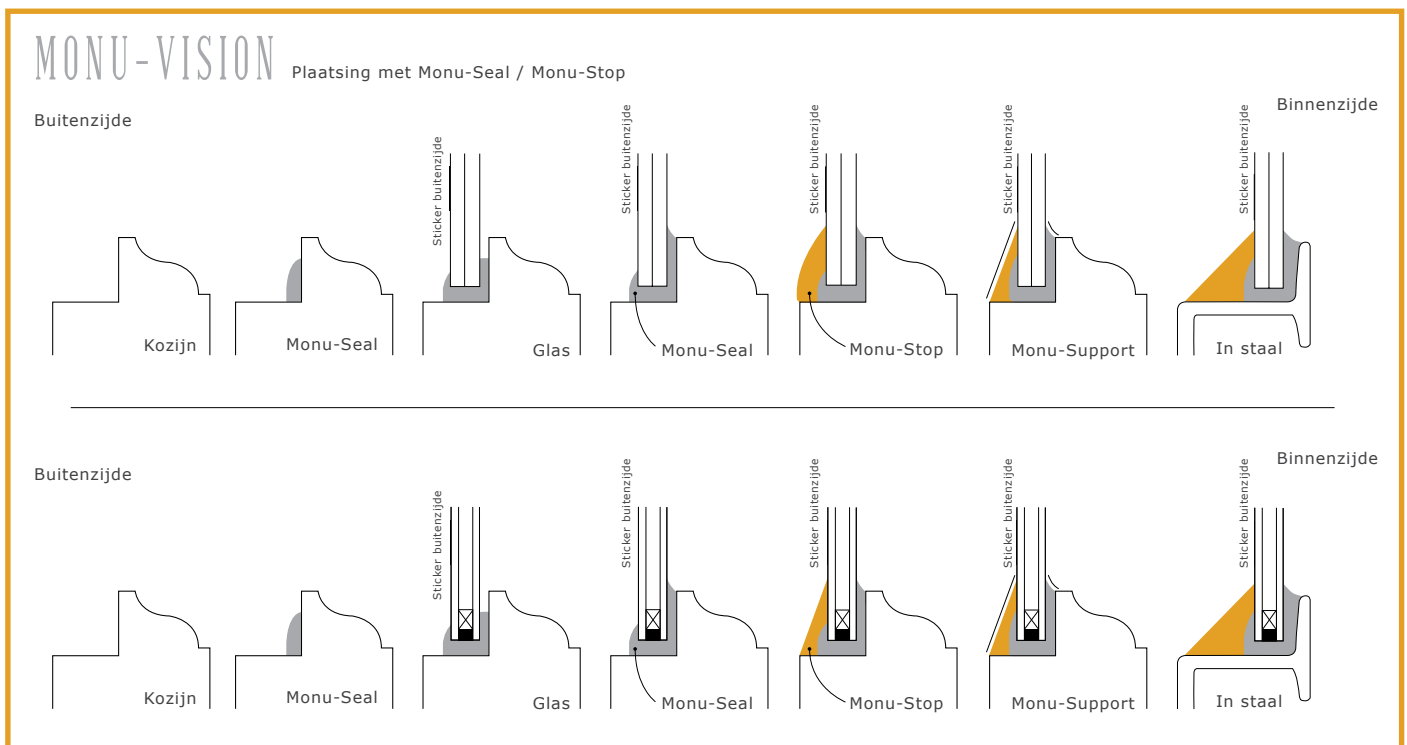 MONU-VISION Plaatsing met Monu-Seal / Monu-Stop
Buitenzijde
Binnenzijde
Sticker buitenzijde
Sticker buitenzijde
Sticker buitenzijde
Sticker buitenzijde
Sticker buitenzijde
Kozijn
Monu-Seal
Glas
Monu-Seal
Monu-Stop
Monu-Support
In staal
Buitenzijde
Binnenzijde
Sticker buitenzijde
Sticker buitenzijde
Sticker buitenzijde
Sticker buitenzijde
Sticker buitenzijde
Kozijn
Monu-Seal
Glas
Monu-Seal
Monu-Stop
Monu-Support
In staal